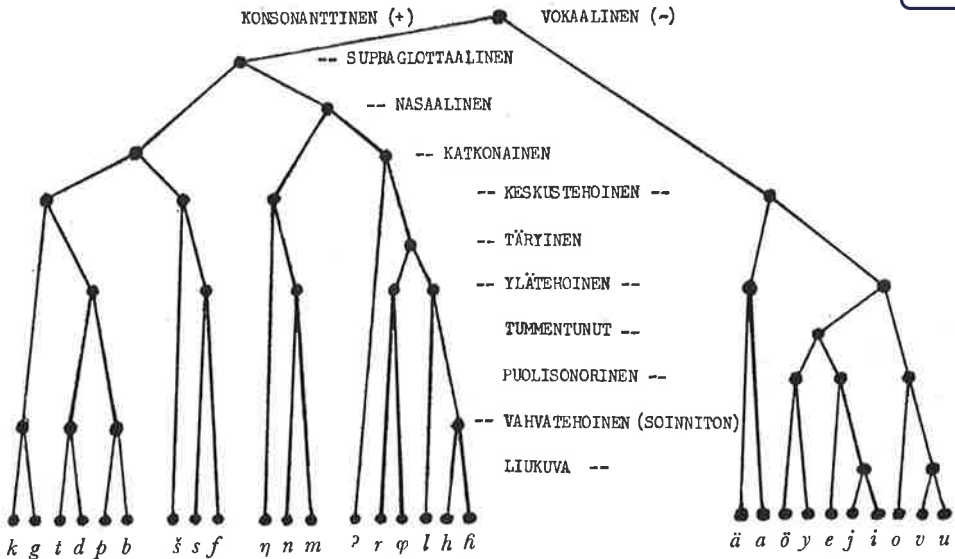 KONSONANTTINEN (+) VOKAALINEN (-)
-- SUPRAGLOTTAALINEN
-- NASAALINEN
-- KATKONAINEN
-- KESKUSTEHOINEN --
-- TÄRYINEN
-- YLÄTEHOINEN --
TUMMENTUNUT --
PUOLISONORINEN --
-- VAHVATEHOINEN (SOINNITON)
LIUKUVA --
k g t d p b š s f η n m ? r φ l h ɦ ä a ö y e j i o v u